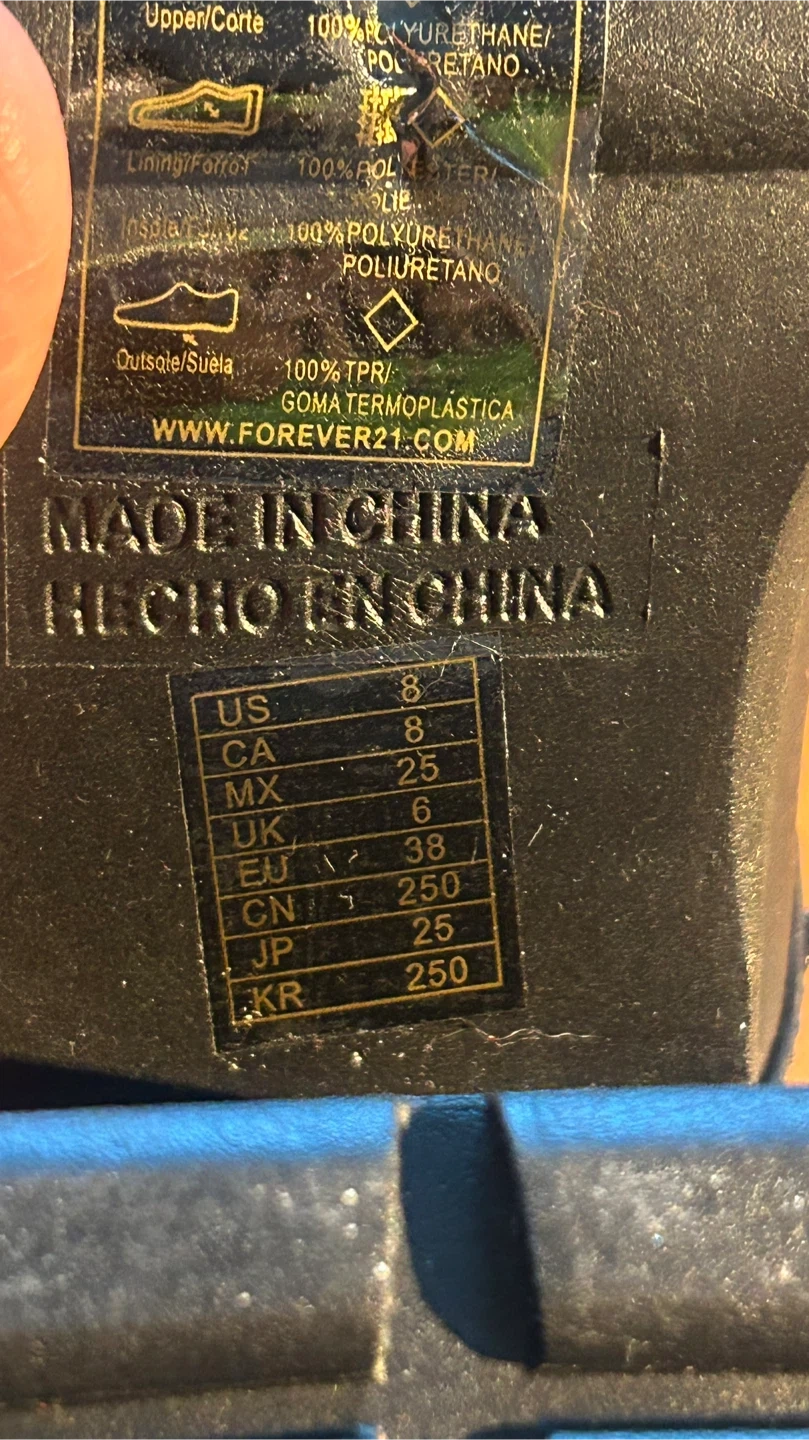 Upper/Corte 100%POLYURETHANE/
POLIURETANO
Lining/Forro 100%POLYESTER/
Insole/ 100%POLYURETHANE/
POLIURETANO
Outsole/Suela 100%TPR/
GOMA TERMOPLÁSTICA
WWW.FOREVER21.COM
MADE IN CHINA
HECHO EN CHINA
US 8
CA 8
MX 25
UK 6
EU 38
CN 250
JP 25
KR 250